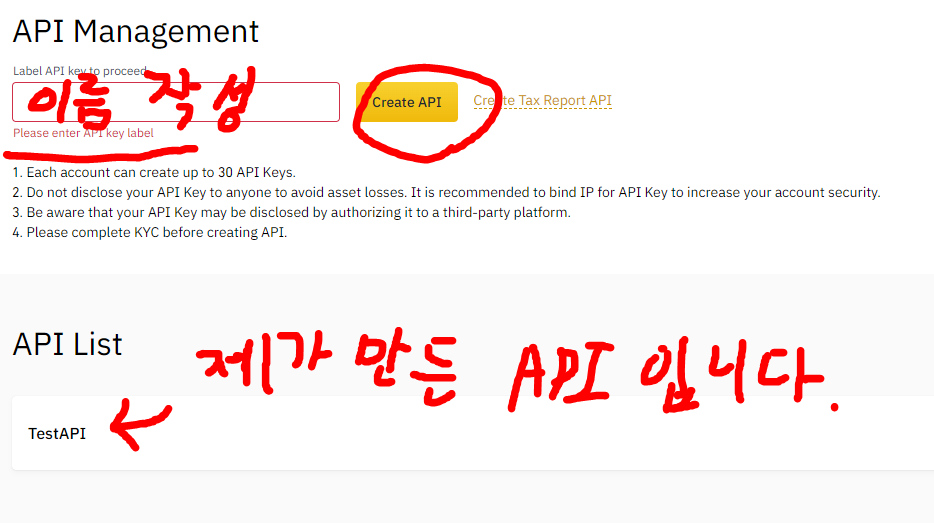 API Management
Label API key to proceed
이름 작성
Create API
Create Tax Report API
Please enter API key label
1. Each account can create up to 30 API Keys.
2. Do not disclose your API Key to anyone to avoid asset losses. It is recommended to bind IP for API Key to increase your account security.
3. Be aware that your API Key may be disclosed by authorizing it to a third-party platform.
4. Please complete KYC before creating API.
API List
제가 만든 API 입니다.
TestAPI